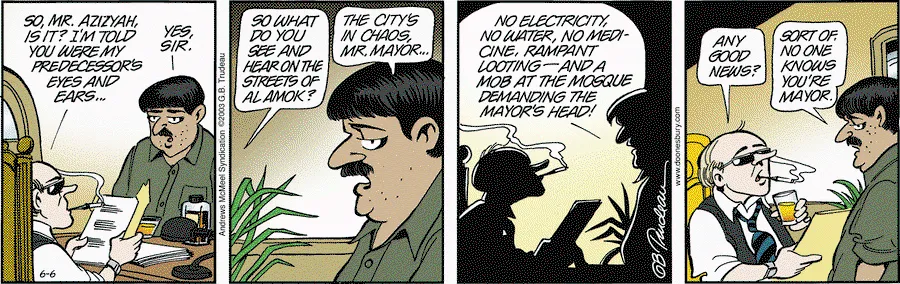 SO, MR. AZIZYAH,
IS IT? I'M TOLD
YOU WERE MY
PREDECESSOR'S
EYES AND
EARS...
YES,
SIR.
6-6
Andrews McMeel Syndication ©2003 G.B. Trudeau
SO WHAT
DO YOU
SEE AND
HEAR ON THE
STREETS OF
AL AMOK?
THE CITY'S
IN CHAOS,
MR. MAYOR...
NO ELECTRICITY,
NO WATER, NO MEDI-
CINE. RAMPANT
LOOTING—AND A
MOB AT THE MOSQUE
DEMANDING THE
MAYOR'S HEAD!
GB Trudeau
www.doonesbury.com
ANY
GOOD
NEWS?
SORT OF.
NO ONE
KNOWS
YOU'RE
MAYOR.